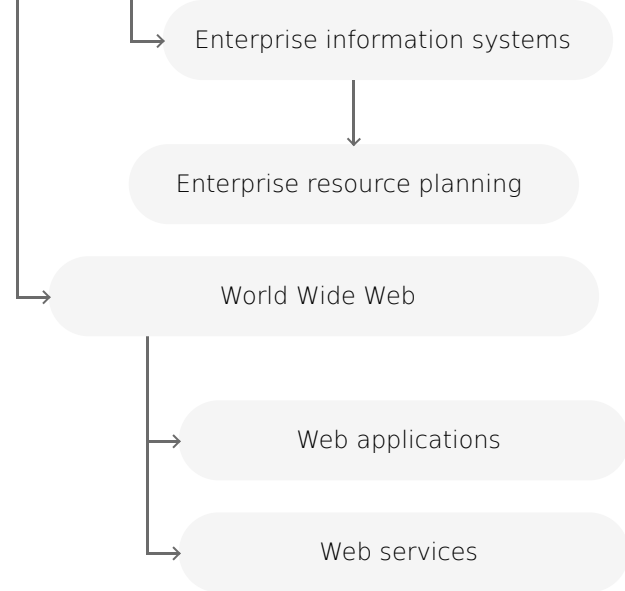 Enterprise information systems
Enterprise resource planning
World Wide Web
Web applications
Web services